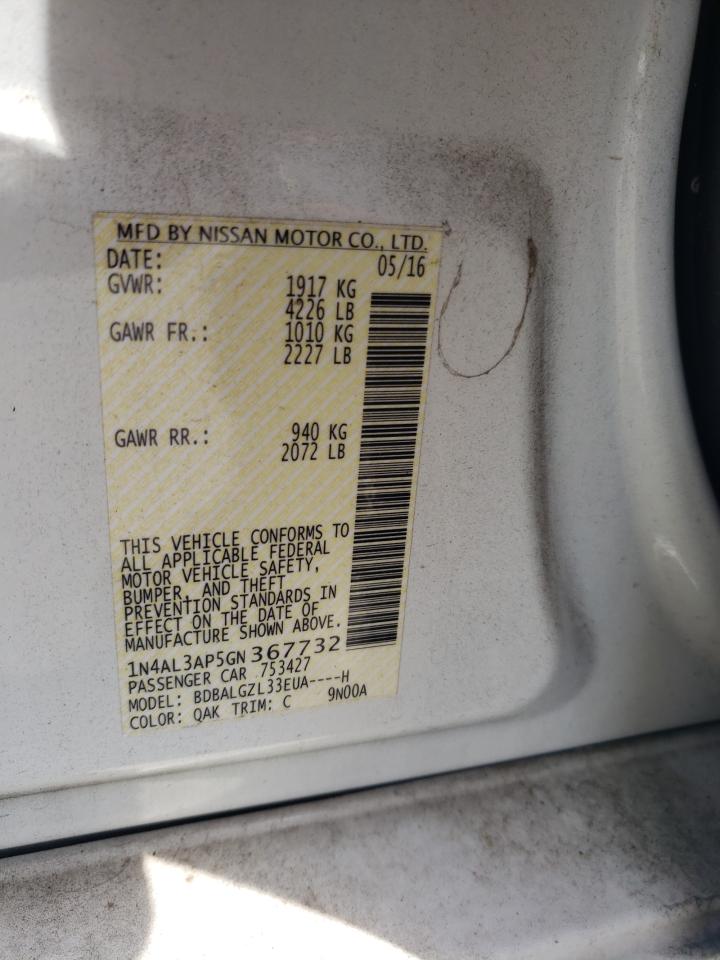 MFD BY NISSAN MOTOR CO., LTD.
DATE: 05/16
GVWR: 1917 KG
4226 LB
GAWR FR.: 1010 KG
2227 LB
GAWR RR.: 940 KG
2072 LB
THIS VEHICLE CONFORMS TO
ALL APPLICABLE FEDERAL
MOTOR VEHICLE SAFETY,
BUMPER, AND THEFT
PREVENTION STANDARDS IN
EFFECT ON THE DATE OF
MANUFACTURE SHOWN ABOVE.
1N4AL3AP5GN367732
PASSENGER CAR 753427
MODEL: BDBALGZL33EUA----H
COLOR: QAK TRIM: C 9N00A